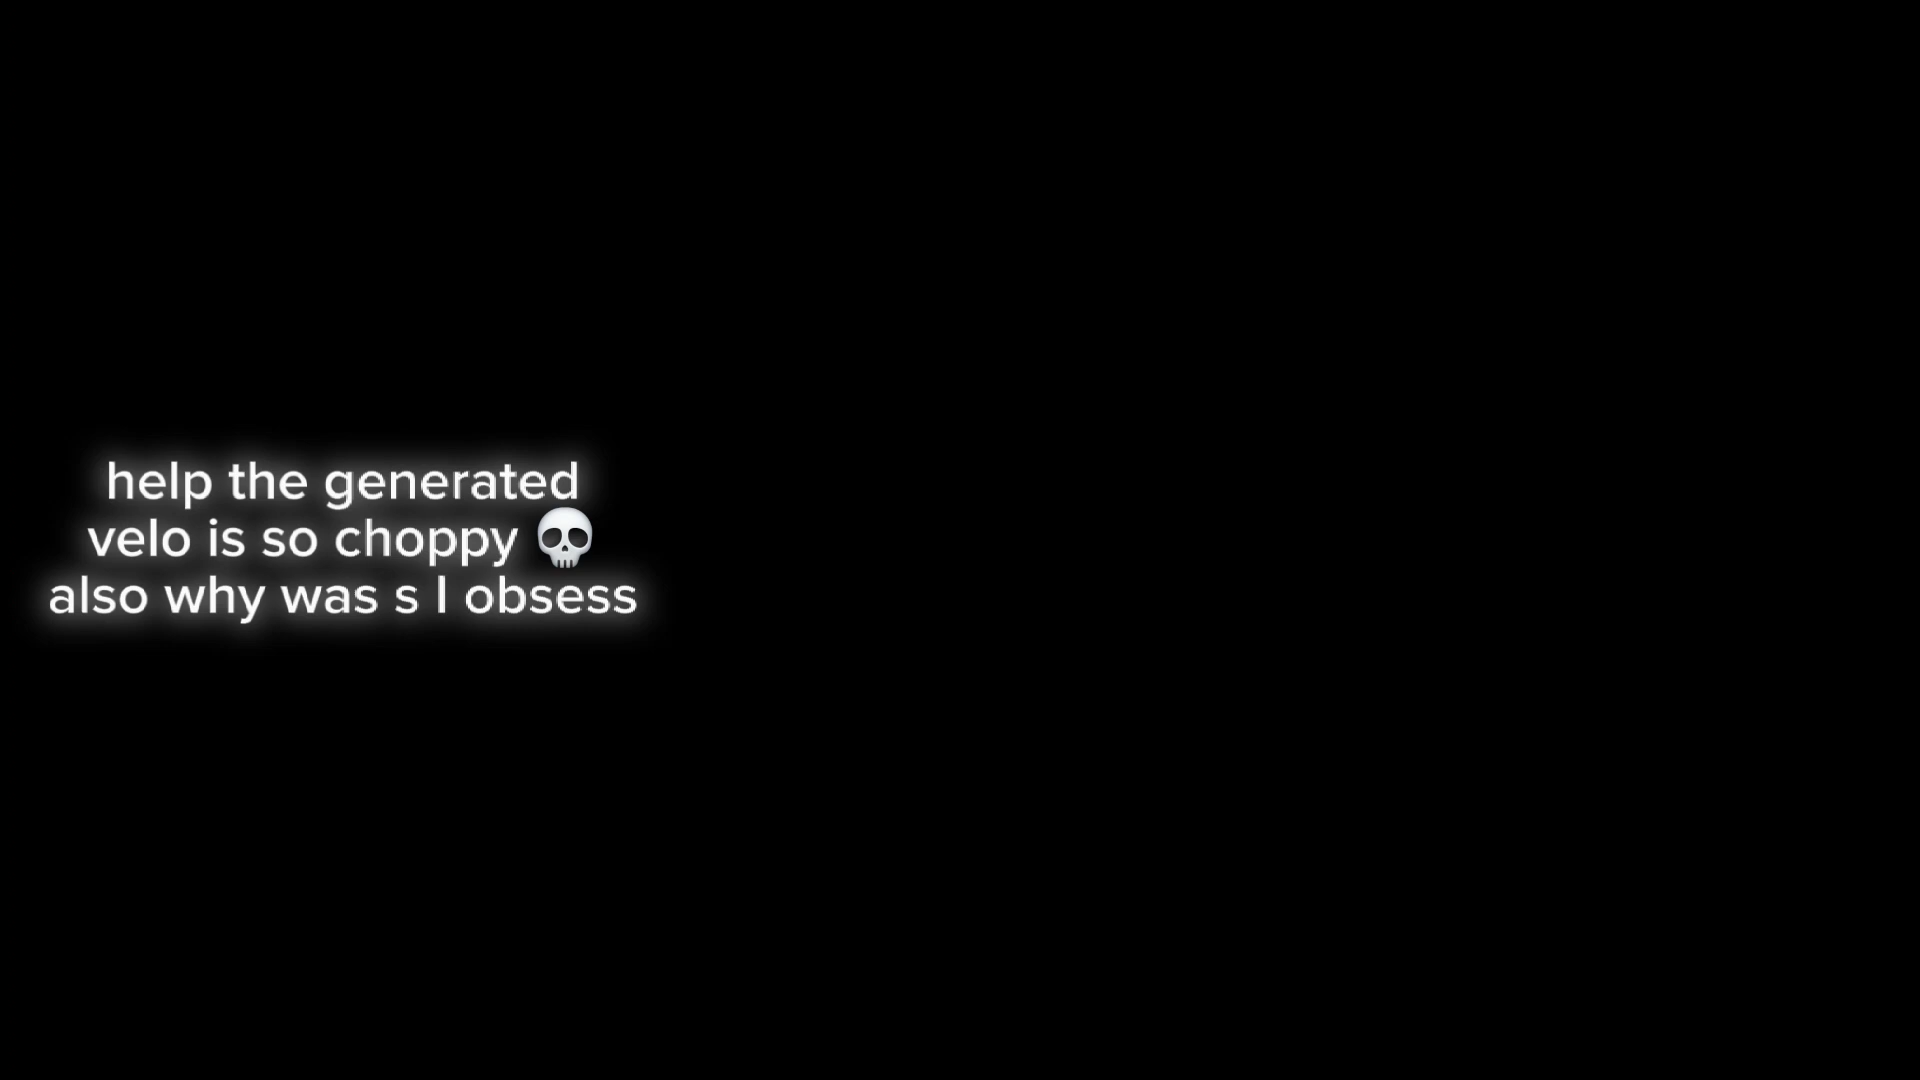 help the generated
velo is so choppy 💀
also why was s I obsess